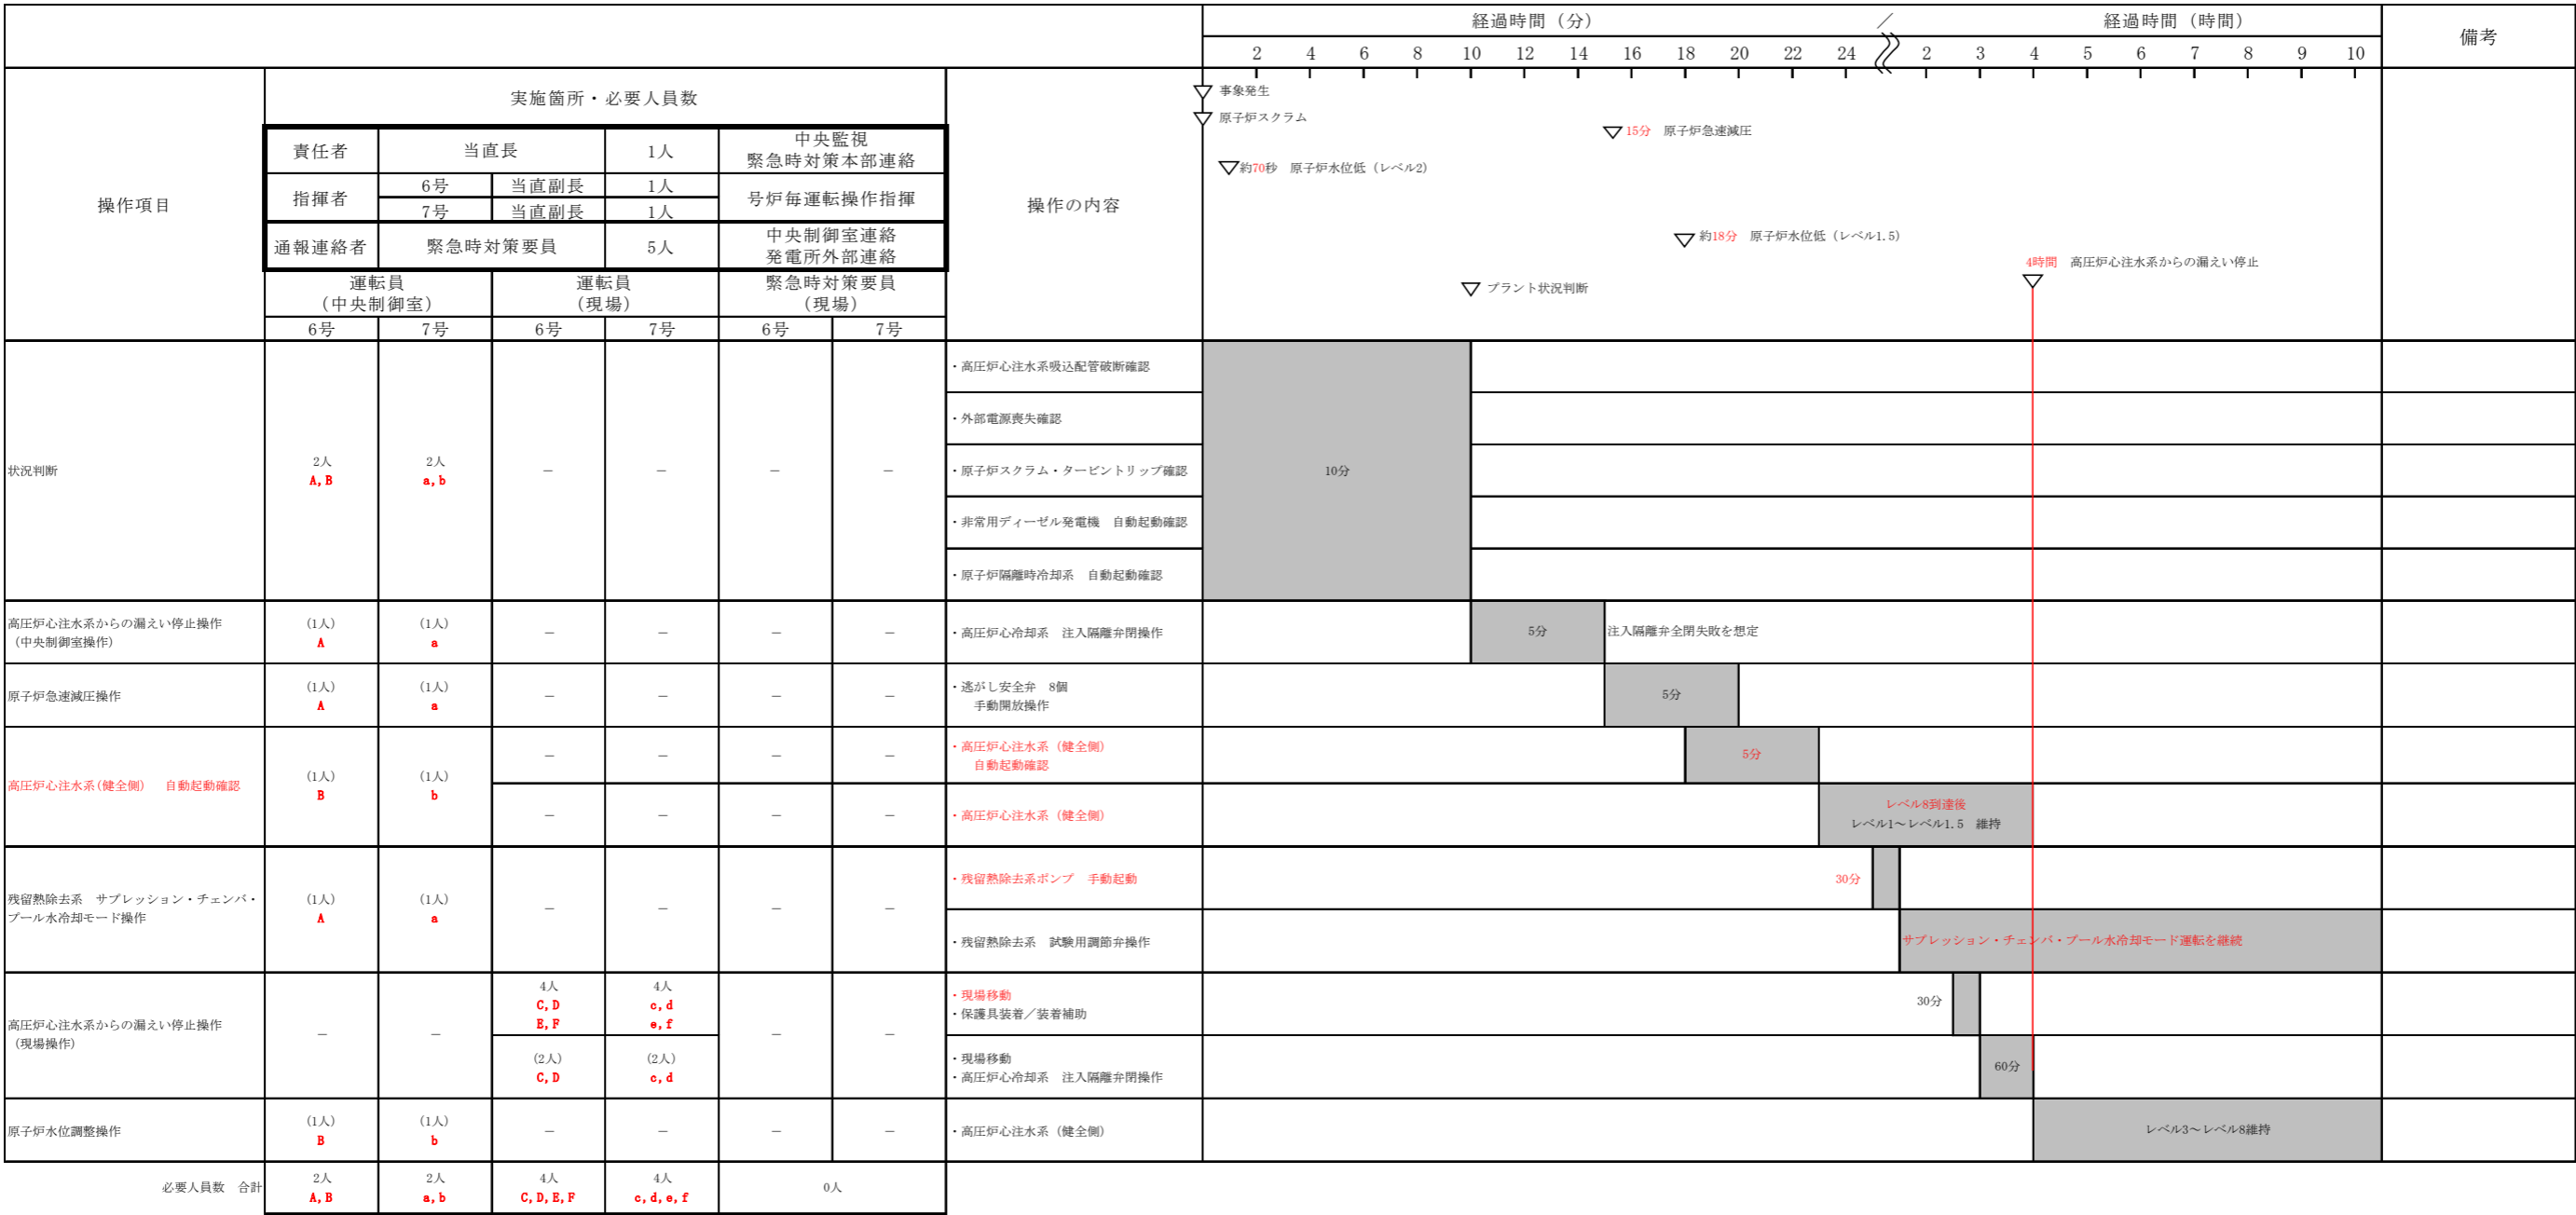 経過時間（分）
／
経過時間（時間）
備考
2 4 6 8 10 12 14 16 18 20 22 24 2 3 4 5 6 7 8 9 10
操作項目
実施箇所・必要人員数
操作の内容
責任者 当直長 1人 中央監視
緊急時対策本部連絡
指揮者 6号 当直副長 1人 号炉毎運転操作指揮
7号 当直副長 1人
通報連絡者 緊急時対策要員 5人 中央制御室連絡
発電所外部連絡
運転員
（中央制御室）
運転員
（現場）
緊急時対策要員
（現場）
6号 7号 6号 7号 6号 7号
事象発生
原子炉スクラム
15分 原子炉急速減圧
約70秒 原子炉水位低（レベル2）
約18分 原子炉水位低（レベル1.5）
4時間 高圧炉心注水系からの漏えい停止
プラント状況判断
状況判断
2人
A,B
2人
a,b
－ － － －
・高圧炉心注水系吸込配管破断確認
・外部電源喪失確認
・原子炉スクラム・タービントリップ確認
・非常用ディーゼル発電機 自動起動確認
・原子炉隔離時冷却系 自動起動確認
10分
高圧炉心注水系からの漏えい停止操作
（中央制御室操作）
(1人)
A
(1人)
a
－ － － －
・高圧炉心冷却系 注入隔離弁閉操作
5分
注入隔離弁全閉失敗を想定
原子炉急速減圧操作
(1人)
A
(1人)
a
－ － － －
・逃がし安全弁 8個
手動開放操作
5分
高圧炉心注水系(健全側) 自動起動確認
(1人)
B
(1人)
b
－ － － －
・高圧炉心注水系（健全側）
自動起動確認
5分
－ － － －
・高圧炉心注水系（健全側）
レベル8到達後
レベル1～レベル1.5 維持
残留熱除去系 サプレッション・チェンバ・
プール水冷却モード操作
(1人)
A
(1人)
a
－ － － －
・残留熱除去系ポンプ 手動起動
30分
・残留熱除去系 試験用調節弁操作
サプレッション・チェンバ・プール水冷却モード運転を継続
高圧炉心注水系からの漏えい停止操作
（現場操作）
－ －
4人
C,D
E,F
4人
c,d
e,f
－ －
・現場移動
・保護具装着／装着補助
30分
(2人)
C,D
(2人)
c,d
・現場移動
・高圧炉心冷却系 注入隔離弁閉操作
60分
原子炉水位調整操作
(1人)
B
(1人)
b
－ － － －
・高圧炉心注水系（健全側）
レベル3～レベル8維持
必要人員数 合計
2人
A,B
2人
a,b
4人
C,D,E,F
4人
c,d,e,f
0人